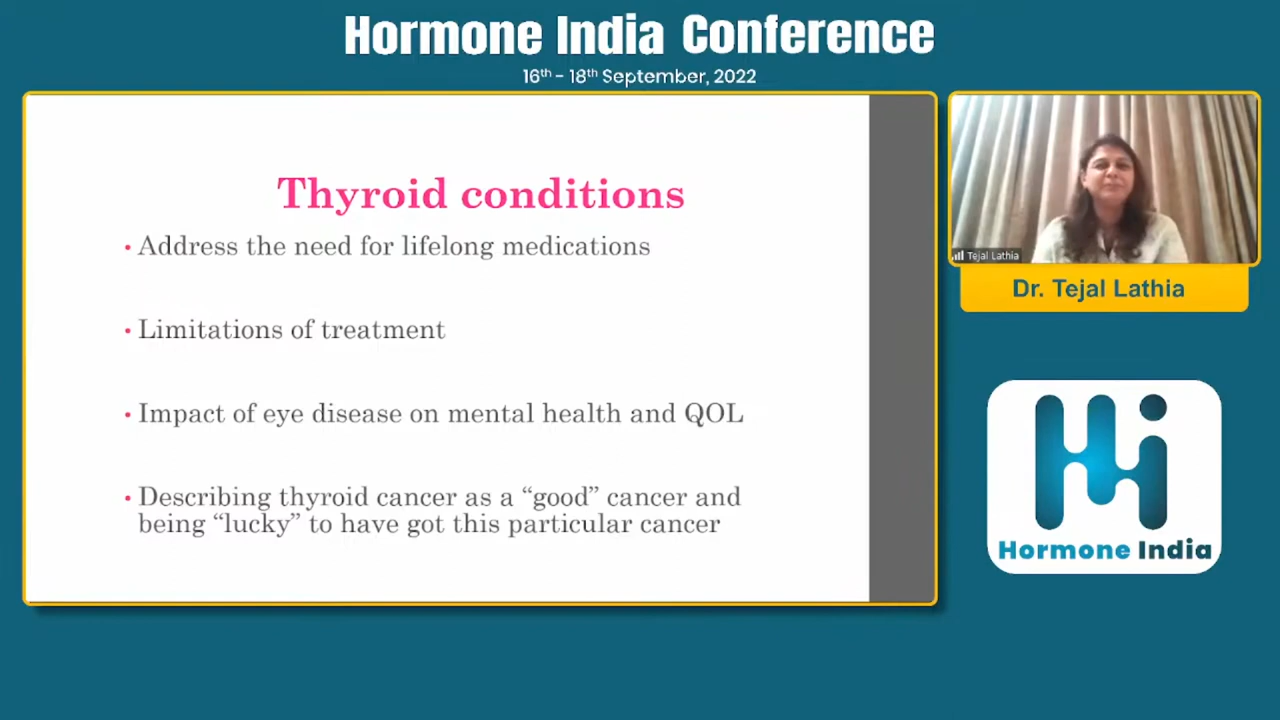 Hormone India Conference
16th - 18th September, 2022
Thyroid conditions
• Address the need for lifelong medications
• Limitations of treatment
• Impact of eye disease on mental health and QOL
• Describing thyroid cancer as a “good” cancer and
being “lucky” to have got this particular cancer
Tejal Lathia
Dr. Tejal Lathia
Hi
Hormone India